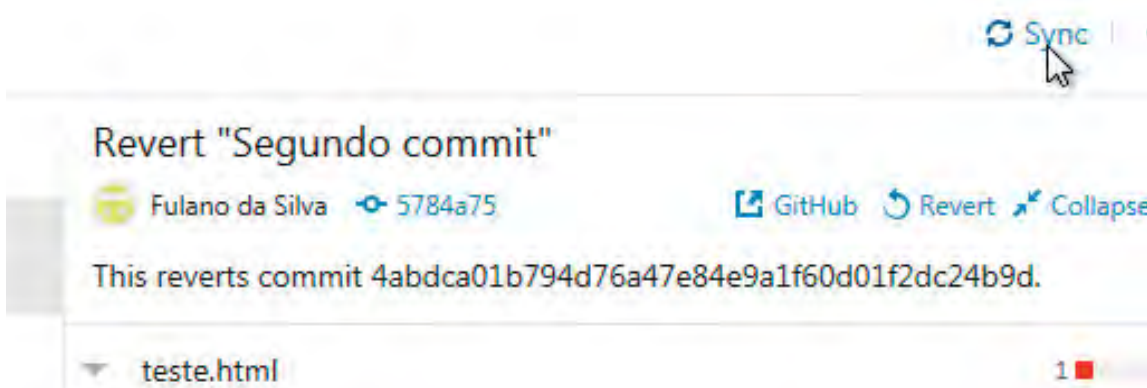 Sync
Revert "Segundo commit"
Fulano da Silva 5784a75 GitHub Revert Collapse
This reverts commit 4abdca01b794d76a47e84e9a1f60d01f2dc24b9d.
teste.html 1